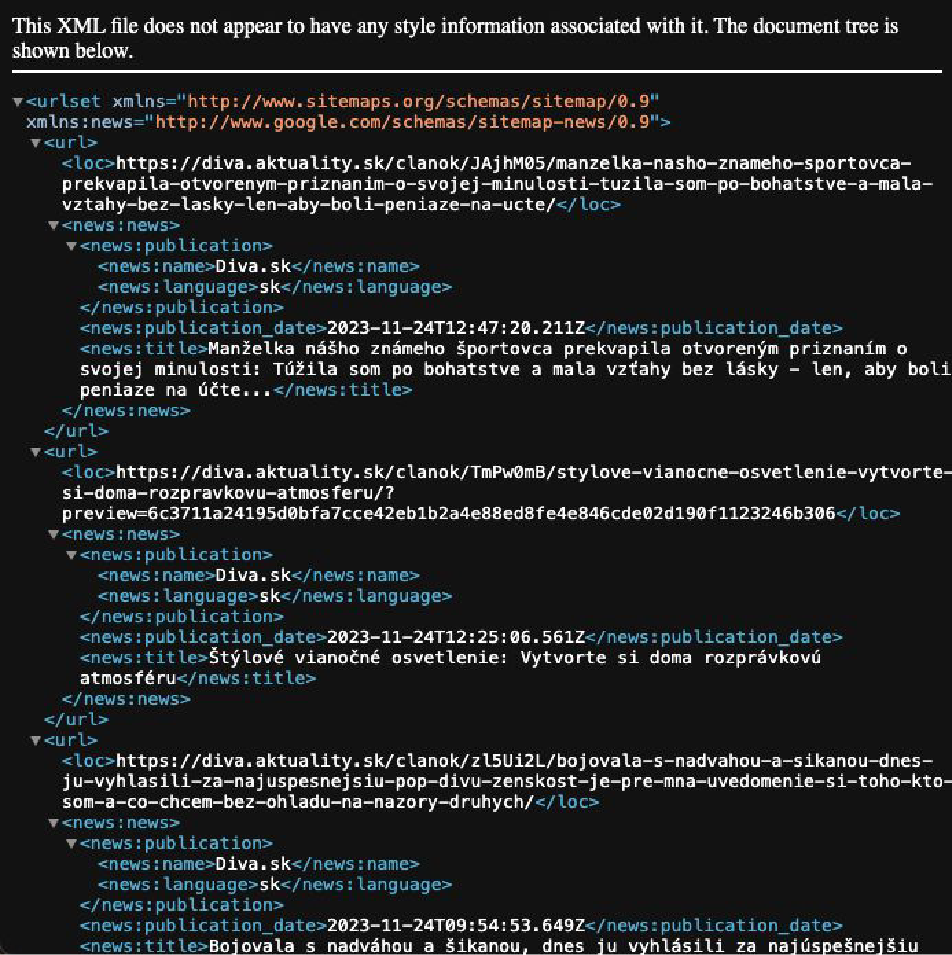 This XML file does not appear to have any style information associated with it. The document tree is
shown below.
▼<urlset xmlns="http://www.sitemaps.org/schemas/sitemap/0.9"
xmlns:news="http://www.google.com/schemas/sitemap-news/0.9">
▼<url>
<loc>https://diva.aktuality.sk/clanok/JAjhM05/manzelka-nasho-znameho-sportovca-
prekvapila-otvorenym-priznanim-o-svojej-minulosti-tuzila-som-po-bohatstve-a-mala-
vztahy-bez-lasky-len-aby-boli-peniaze-na-ucte/</loc>
▼<news:news>
▼<news:publication>
<news:name>Diva.sk</news:name>
<news:language>sk</news:language>
</news:publication>
<news:publication_date>2023-11-24T12:47:20.211Z</news:publication_date>
<news:title>Manželka nášho známeho športovca prekvapila otvoreným priznaním o
svojej minulosti: Túžila som po bohatstve a mala vzťahy bez lásky – len, aby boli
peniaze na účte...</news:title>
</news:news>
</url>
▼<url>
<loc>https://diva.aktuality.sk/clanok/TmPw0mB/stylove-vianocne-osvetlenie-vytvorte-
si-doma-rozpravkovu-atmosferu/?
preview=6c3711a24195d0bfa7cce42eb1b2a4e88ed8fe4e846cde02d190f1123246b306</loc>
▼<news:news>
▼<news:publication>
<news:name>Diva.sk</news:name>
<news:language>sk</news:language>
</news:publication>
<news:publication_date>2023-11-24T12:25:06.561Z</news:publication_date>
<news:title>Štýlové vianočné osvetlenie: Vytvorte si doma rozprávkovú
atmosféru</news:title>
</news:news>
</url>
▼<url>
<loc>https://diva.aktuality.sk/clanok/zl5Ui2L/bojovala-s-nadvahou-a-sikanou-dnes-
ju-vyhlasili-za-najuspesnejsiu-pop-divu-zenskost-je-pre-mna-uvedomenie-si-toho-kto-
som-a-co-chcem-bez-ohladu-na-nazory-druhych/</loc>
▼<news:news>
▼<news:publication>
<news:name>Diva.sk</news:name>
<news:language>sk</news:language>
</news:publication>
<news:publication_date>2023-11-24T09:54:53.649Z</news:publication_date>
<news:title>Bojovala s nadváhou a šikanou, dnes ju vyhlásili za najúspešnejšiu